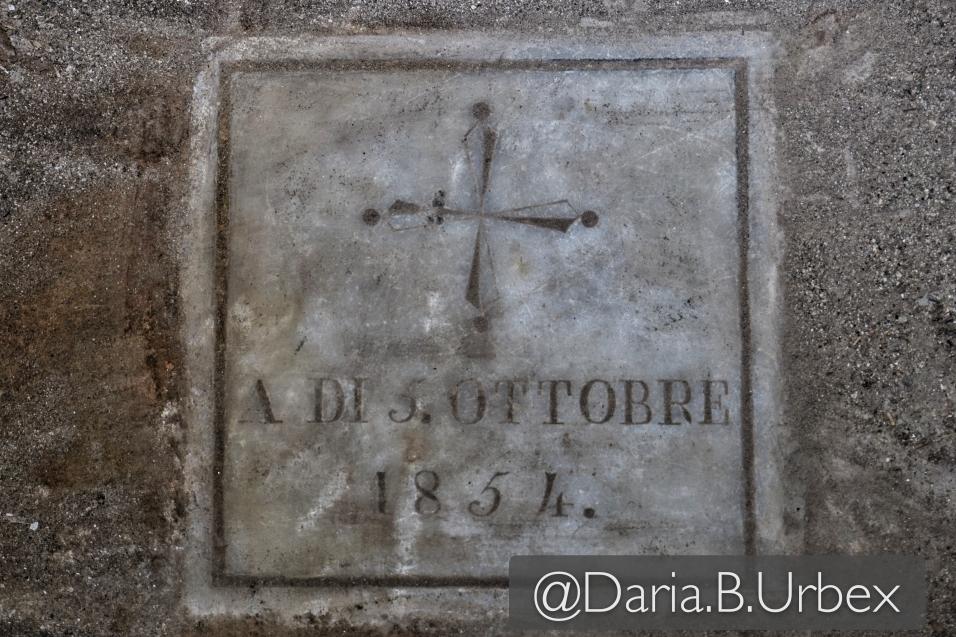 A DI 5. OTTOBRE
1854.
@Daria.B.Urbex